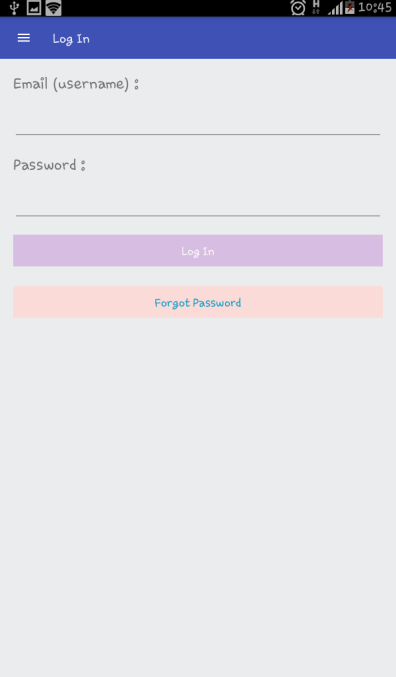 H 10:45
Log In
Email (username) :
Password :
Log In
Forgot Password